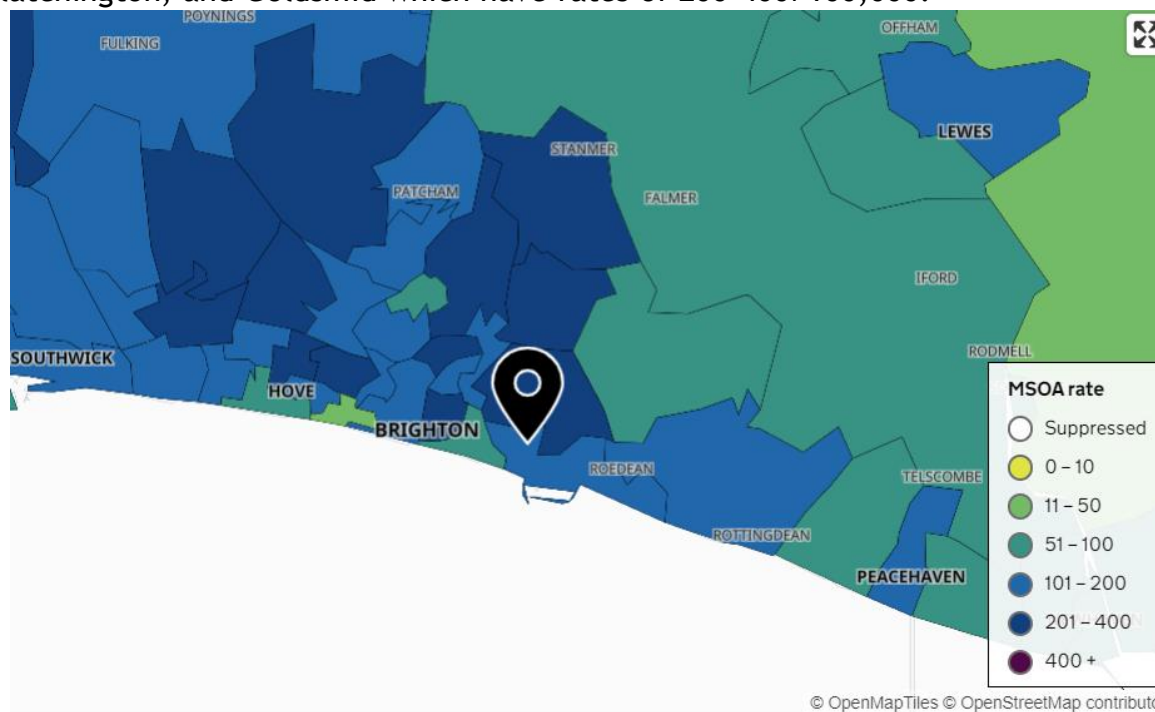 and Goldsmid which have rates of 200-400/100,000.
POYNINGS
FULKING
OFFHAM
LEWES
STANMER
PATCHAM
FALMER
IFORD
RODMELL
SOUTHWICK
HOVE
BRIGHTON
ROEDEAN
TELSCOMBE
ROTTINGDEAN
PEACEHAVEN
MSOA rate
Suppressed
0 – 10
11 – 50
51 – 100
101 – 200
201 – 400
400 +
© OpenMapTiles © OpenStreetMap contributo